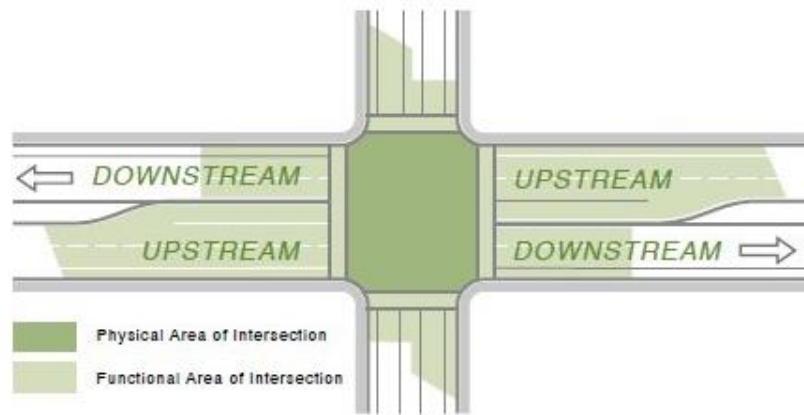 DOWNSTREAM
UPSTREAM
UPSTREAM
DOWNSTREAM
Physical Area of Intersection
Functional Area of Intersection